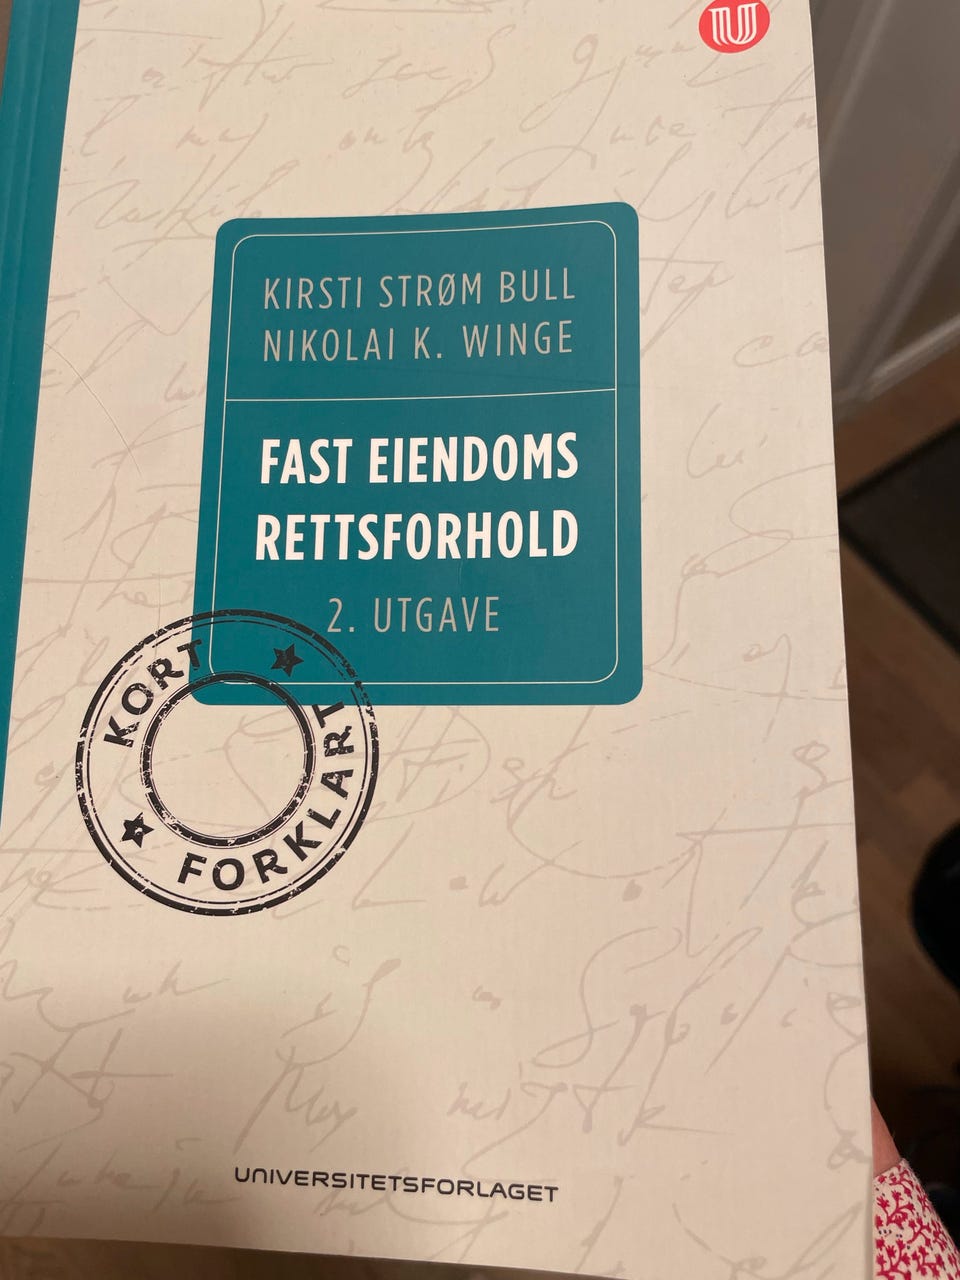 U
KIRSTI STRØM BULL
NIKOLAI K. WINGE
FAST EIENDOMS
RETTSFORHOLD
2. UTGAVE
KORT
FORKLART
UNIVERSITETSFORLAGET